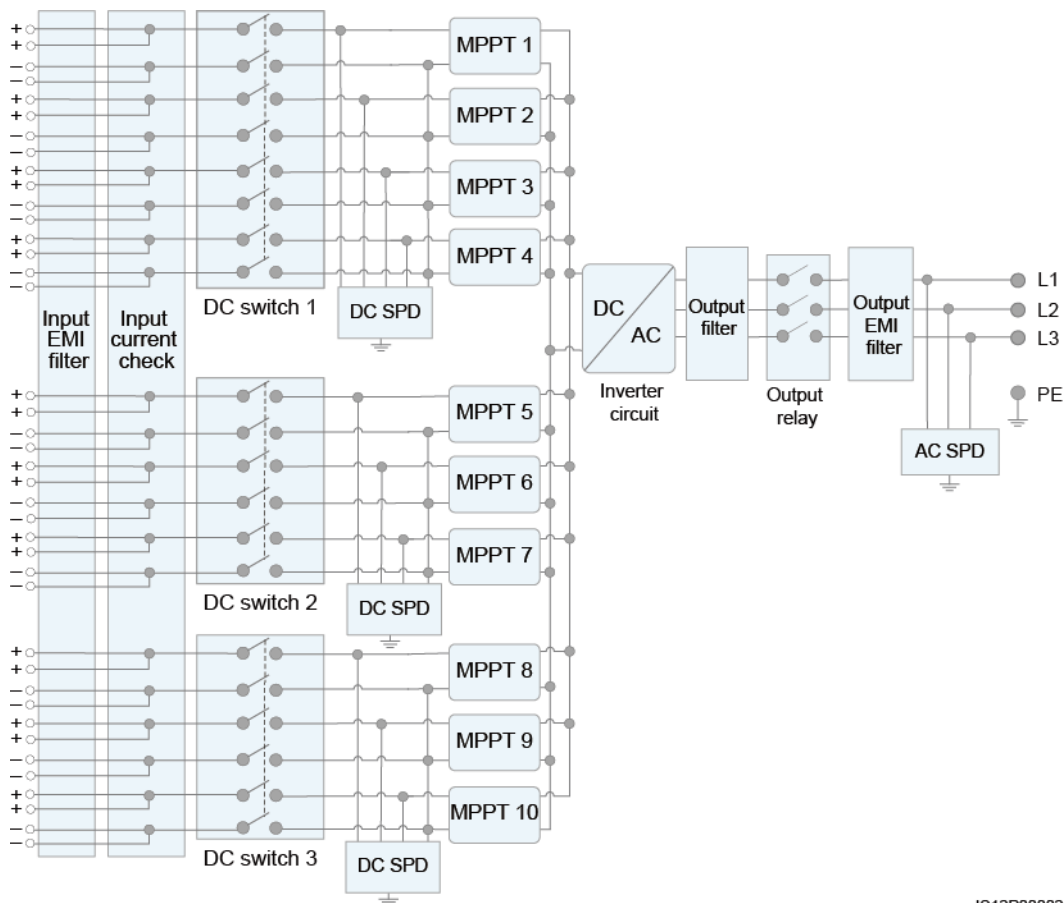 +
+
−
−
+
+
−
−
+
+
−
−
+
+
−
−
MPPT 1
MPPT 2
MPPT 3
MPPT 4
DC switch 1
DC SPD
Input
EMI
filter
Input
current
check
DC
AC
Inverter
circuit
Output
filter
Output
relay
Output
EMI
filter
L1
L2
L3
PE
AC SPD
+
+
−
−
+
+
−
−
+
+
−
−
MPPT 5
MPPT 6
MPPT 7
DC switch 2
DC SPD
+
+
−
−
+
+
−
−
+
+
−
−
MPPT 8
MPPT 9
MPPT 10
DC switch 3
DC SPD